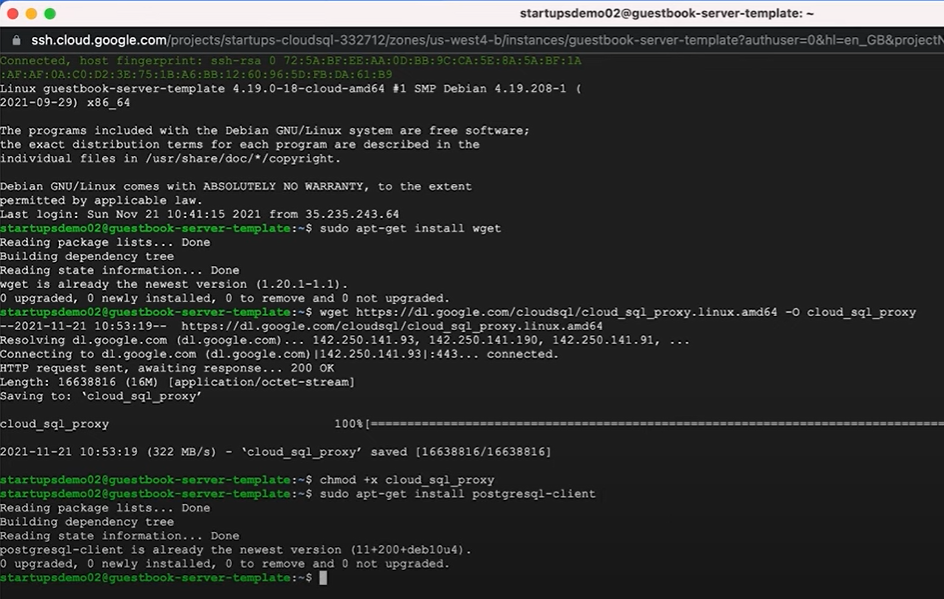 startupsdemo02@guestbook-server-template: ~
ssh.cloud.google.com/projects/startups-cloudsql-332712/zones/us-west4-b/instances/guestbook-server-template?authuser=0&hl=en_GB&projectN
Connected, host fingerprint: ssh-rsa 0 72:5A:BF:EE:AA:0D:BB:9C:CA:5E:8A:5A:BF:1A
:AF:AF:0A:C0:D2:3E:75:1B:A6:BB:12:60:96:5D:FB:DA:61:B9
Linux guestbook-server-template 4.19.0-18-cloud-amd64 #1 SMP Debian 4.19.208-1 (
2021-09-29) x86_64
The programs included with the Debian GNU/Linux system are free software;
the exact distribution terms for each program are described in the
individual files in /usr/share/doc/*/copyright.
Debian GNU/Linux comes with ABSOLUTELY NO WARRANTY, to the extent
permitted by applicable law.
Last login: Sun Nov 21 10:41:15 2021 from 35.235.243.64
startupsdemo02@guestbook-server-template:~$ sudo apt-get install wget
Reading package lists... Done
Building dependency tree
Reading state information... Done
wget is already the newest version (1.20.1-1.1).
0 upgraded, 0 newly installed, 0 to remove and 0 not upgraded.
startupsdemo02@guestbook-server-template:~$ wget https://dl.google.com/cloudsql/cloud_sql_proxy.linux.amd64 -O cloud_sql_proxy
--2021-11-21 10:53:19--  https://dl.google.com/cloudsql/cloud_sql_proxy.linux.amd64
Resolving dl.google.com (dl.google.com)... 142.250.141.93, 142.250.141.190, 142.250.141.91, ...
Connecting to dl.google.com (dl.google.com)|142.250.141.93|:443... connected.
HTTP request sent, awaiting response... 200 OK
Length: 16638816 (16M) [application/octet-stream]
Saving to: ‘cloud_sql_proxy’
cloud_sql_proxy 100%[==============================================================================
2021-11-21 10:53:19 (322 MB/s) - ‘cloud_sql_proxy’ saved [16638816/16638816]
startupsdemo02@guestbook-server-template:~$ chmod +x cloud_sql_proxy
startupsdemo02@guestbook-server-template:~$ sudo apt-get install postgresql-client
Reading package lists... Done
Building dependency tree
Reading state information... Done
postgresql-client is already the newest version (11+200+deb10u4).
0 upgraded, 0 newly installed, 0 to remove and 0 not upgraded.
startupsdemo02@guestbook-server-template:~$